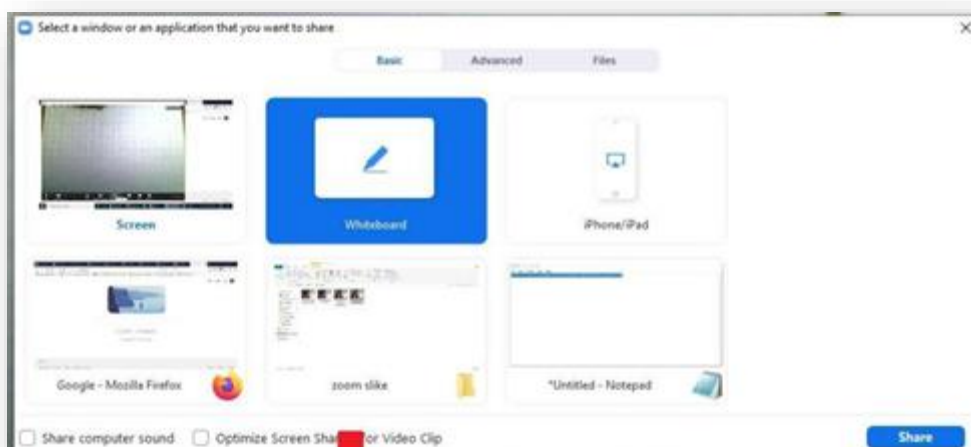 Select a window or an application that you want to share
Basic Advanced Files
Screen Whiteboard iPhone/iPad
Google - Mozilla Firefox zoom slike *Untitled - Notepad
Share computer sound Optimize Screen Sha or Video Clip Share